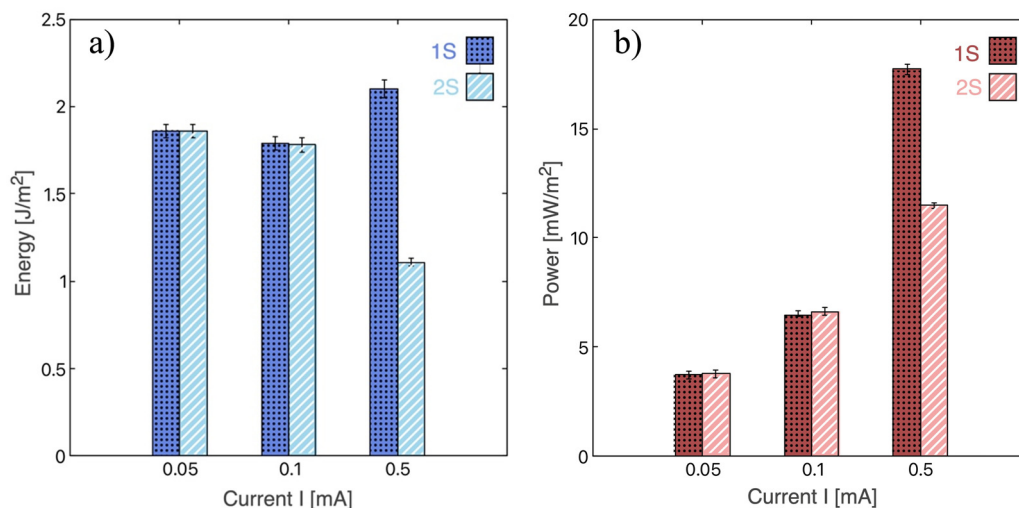 a)
1S
2S
2.5
2
1.5
1
0.5
0
Energy [J/m²]
0.05 0.1 0.5
Current I [mA]
b)
1S
2S
20
15
10
5
0
Power [mW/m²]
0.05 0.1 0.5
Current I [mA]